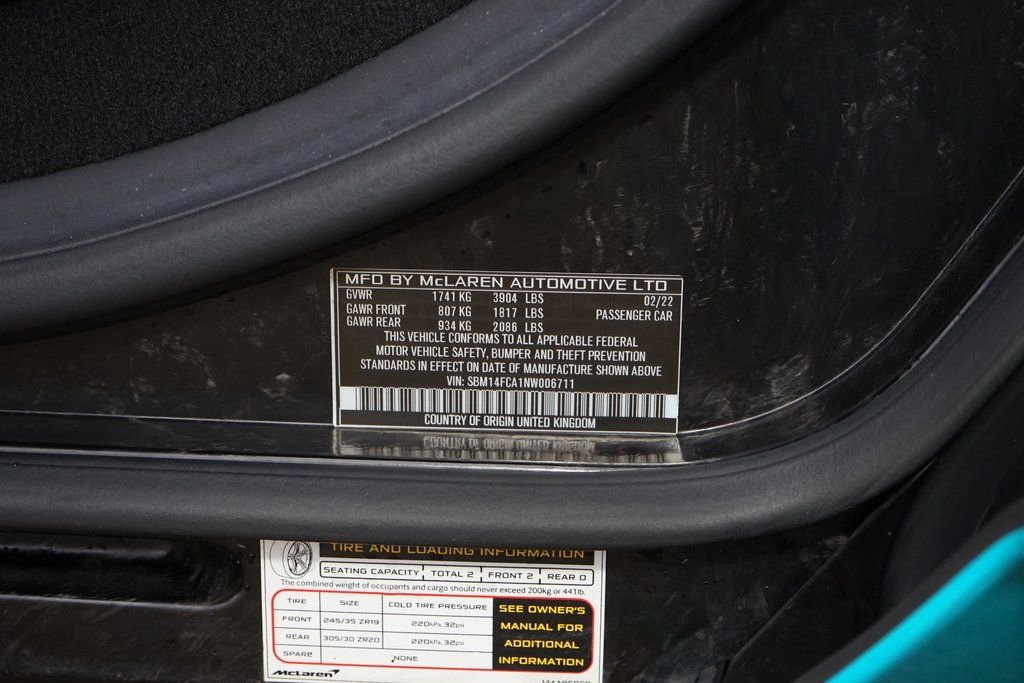 MFD BY McLAREN AUTOMOTIVE LTD
GVWR 1741 KG 3904 LBS 02/22
GAWR FRONT 807 KG 1817 LBS PASSENGER CAR
GAWR REAR 934 KG 2086 LBS
THIS VEHICLE CONFORMS TO ALL APPLICABLE FEDERAL
MOTOR VEHICLE SAFETY, BUMPER AND THEFT PREVENTION
STANDARDS IN EFFECT ON DATE OF MANUFACTURE SHOWN ABOVE
VIN: SBM14FCA1NW006711
COUNTRY OF ORIGIN UNITED KINGDOM
TIRE AND LOADING INFORMATION
SEATING CAPACITY TOTAL 2 FRONT 2 REAR 0
The combined weight of occupants and cargo should never exceed 200kg or 441lb.
TIRE SIZE COLD TIRE PRESSURE
FRONT 245/35 ZR19 220kPa, 32psi
REAR 305/30 ZR20 220kPa, 32psi
SPARE NONE
SEE OWNER'S
MANUAL FOR
ADDITIONAL
INFORMATION
McLaren